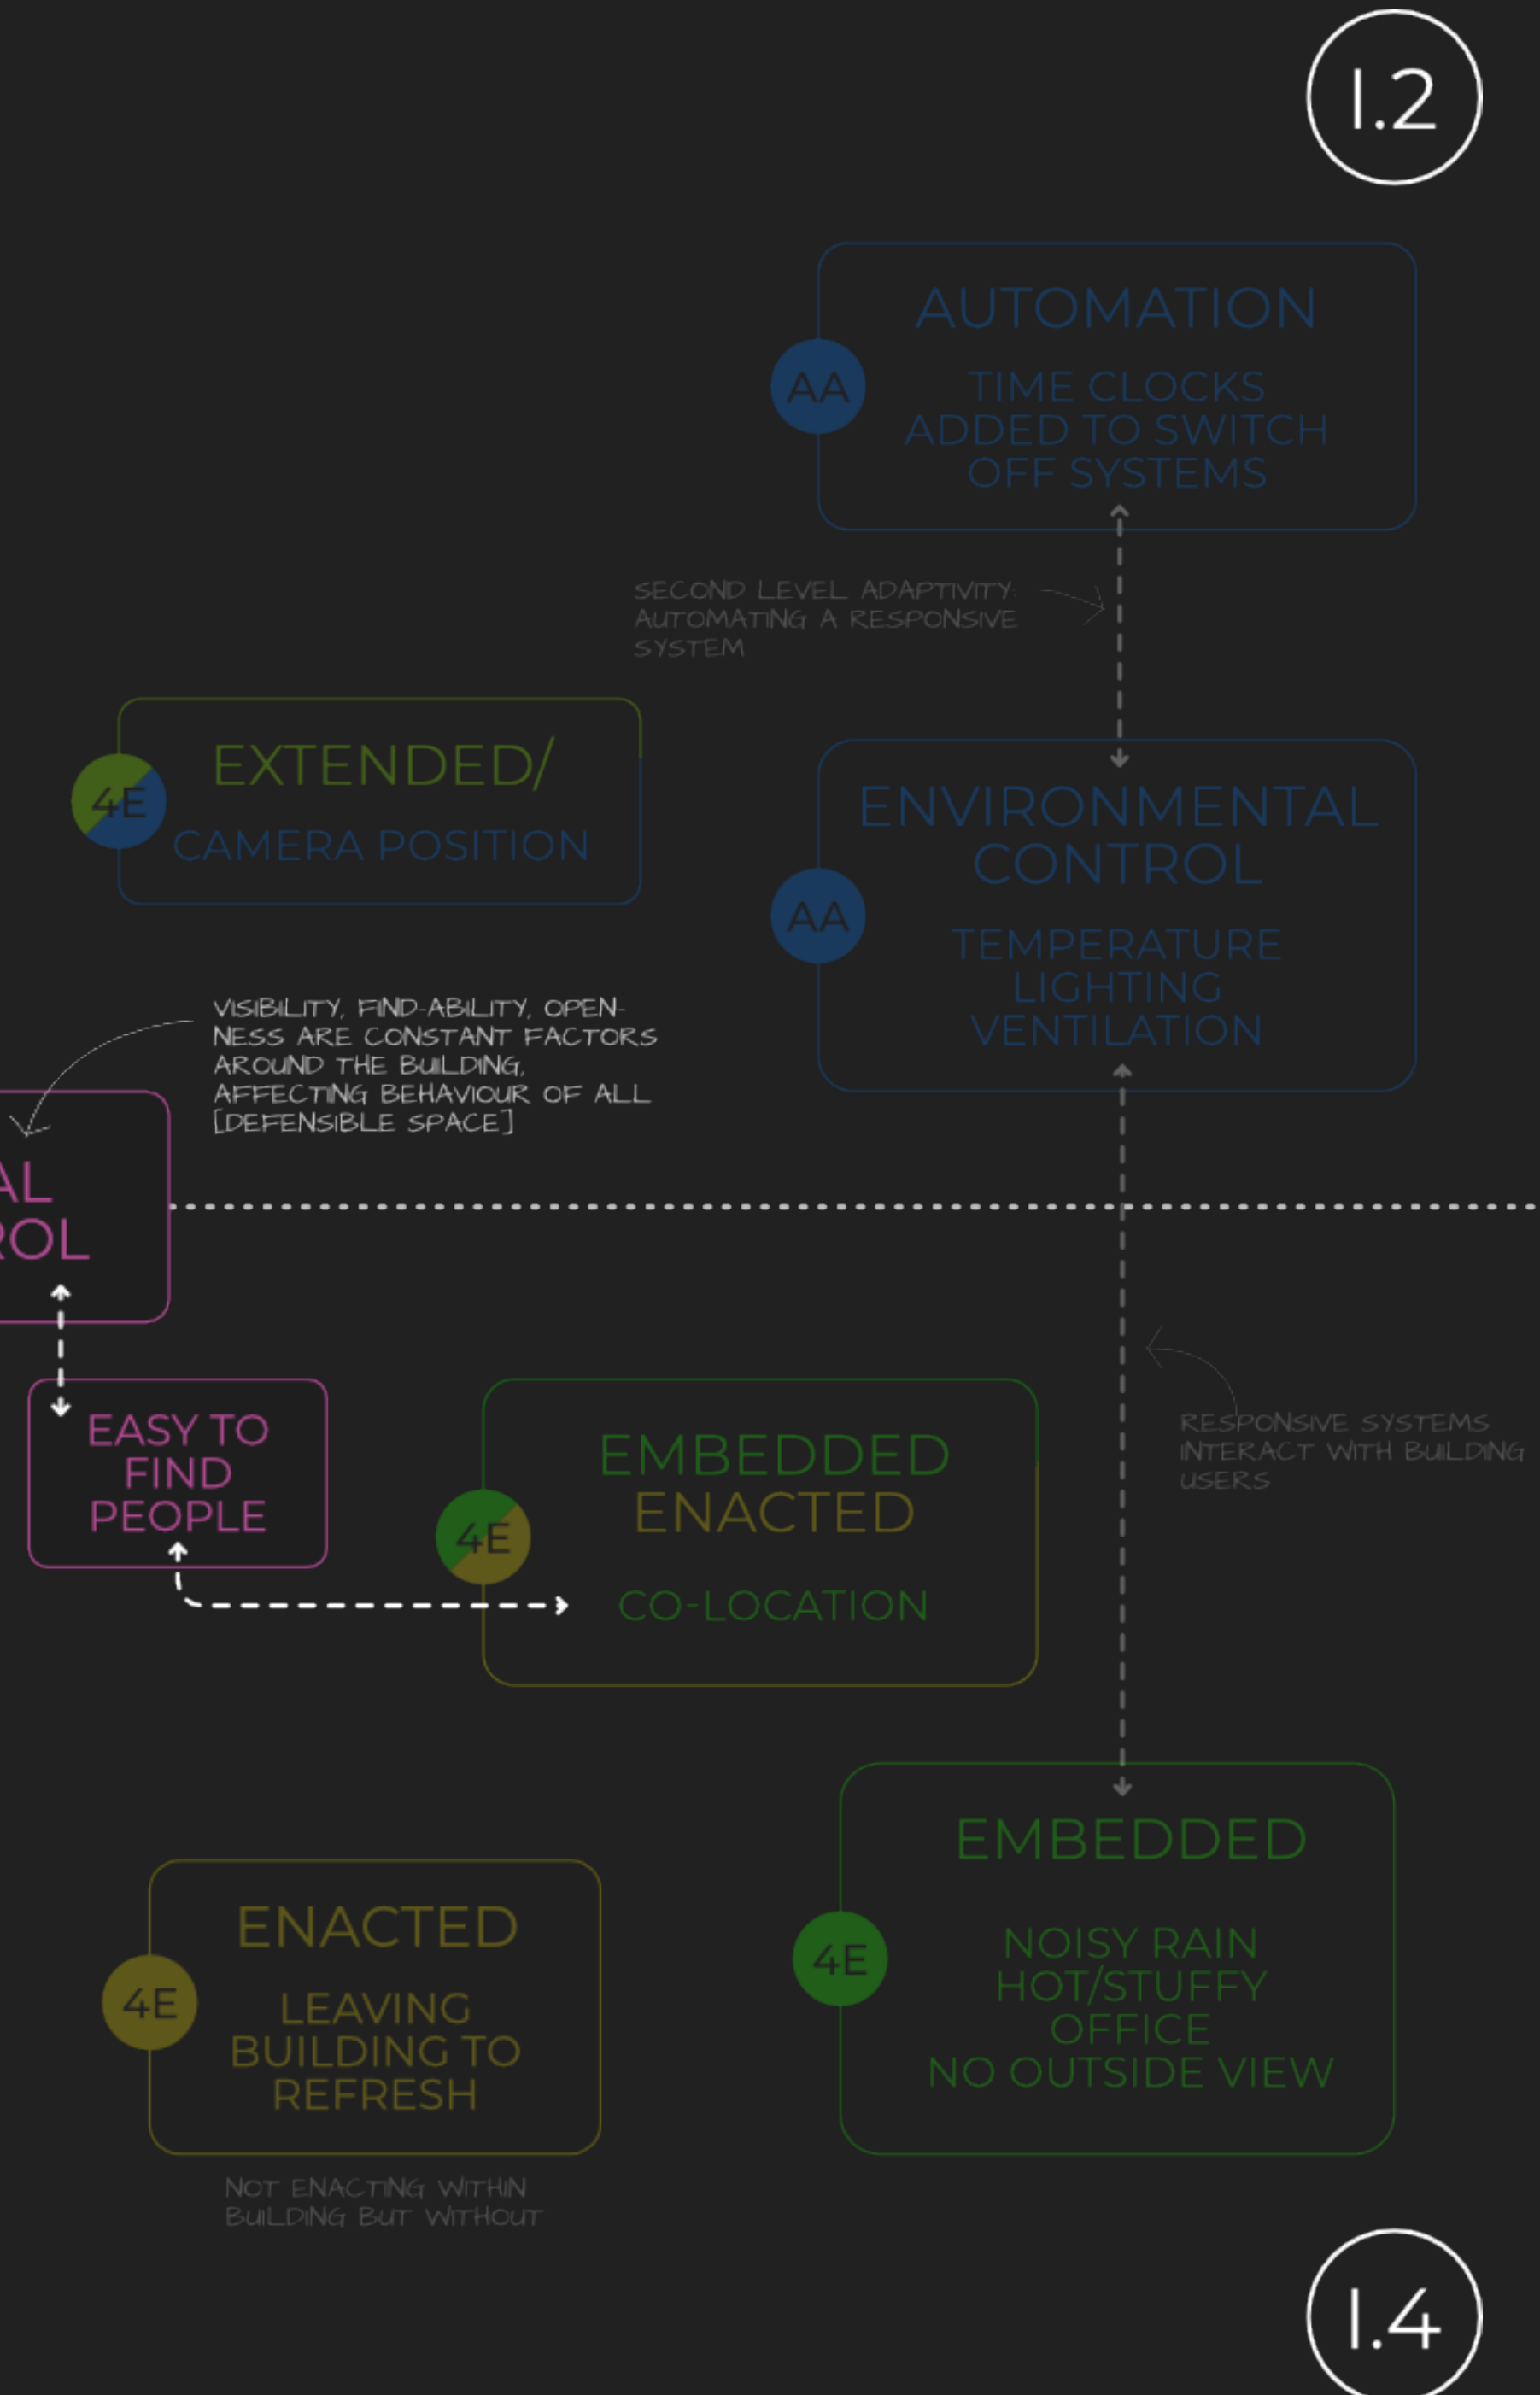 1.2
AUTOMATION
AA
TIME CLOCKS
ADDED TO SWITCH
OFF SYSTEMS
SECOND LEVEL ADAPTIVITY:
AUTOMATING A RESPONSIVE
SYSTEM
EXTENDED/
4E
CAMERA POSITION
ENVIRONMENTAL
CONTROL
AA
TEMPERATURE
LIGHTING
VENTILATION
VISIBILITY, FIND-ABILITY, OPEN-
NESS ARE CONSTANT FACTORS
AROUND THE BUILDING,
AFFECTING BEHAVIOUR OF ALL
[DEFENSIBLE SPACE]
AL
ROL
EASY TO
FIND
PEOPLE
EMBEDDED
ENACTED
4E
CO-LOCATION
RESPONSIVE SYSTEMS
INTERACT WITH BUILDING
USERS
ENACTED
4E
LEAVING
BUILDING TO
REFRESH
NOT ENACTING WITHIN
BUILDING BUT WITHOUT
EMBEDDED
4E
NOISY RAIN
HOT/STUFFY
OFFICE
NO OUTSIDE VIEW
1.4